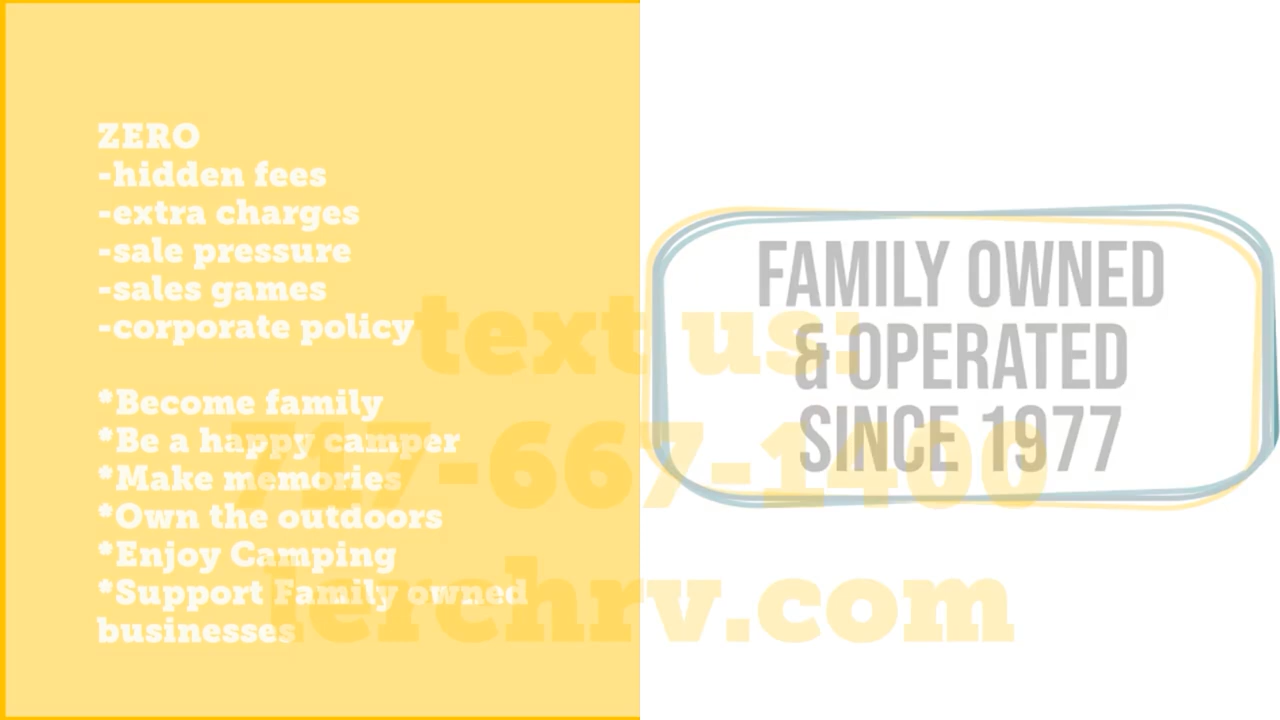 ZERO
-hidden fees
-extra charges
-sale pressure
-sales games
-corporate policy
*Become family
*Be a happy camper
*Make memories
*Own the outdoors
*Enjoy Camping
*Support Family owned
businesses
FAMILY OWNED
& OPERATED
SINCE 1977
text us:
717-667-1400
lerchrv.com